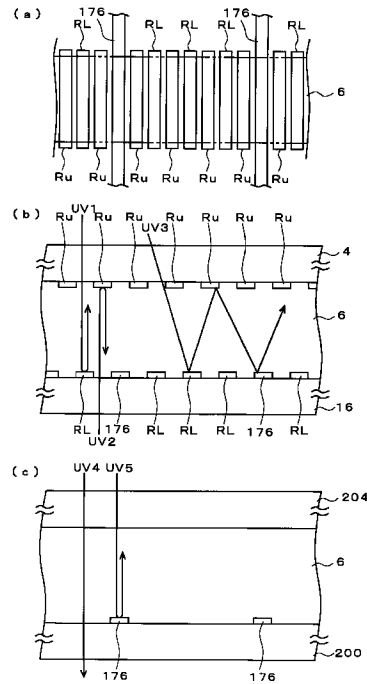 (a)
176 RL RL 176
RL RL RL RL
6
Ru Ru Ru Ru
Ru Ru Ru
(b)
Ru Ru Ru Ru
UV1 UV3 Ru Ru Ru
4
6
RL 176 RL RL 176 RL
UV2
16
(c)
UV4 UV5
204
6
176 176
200